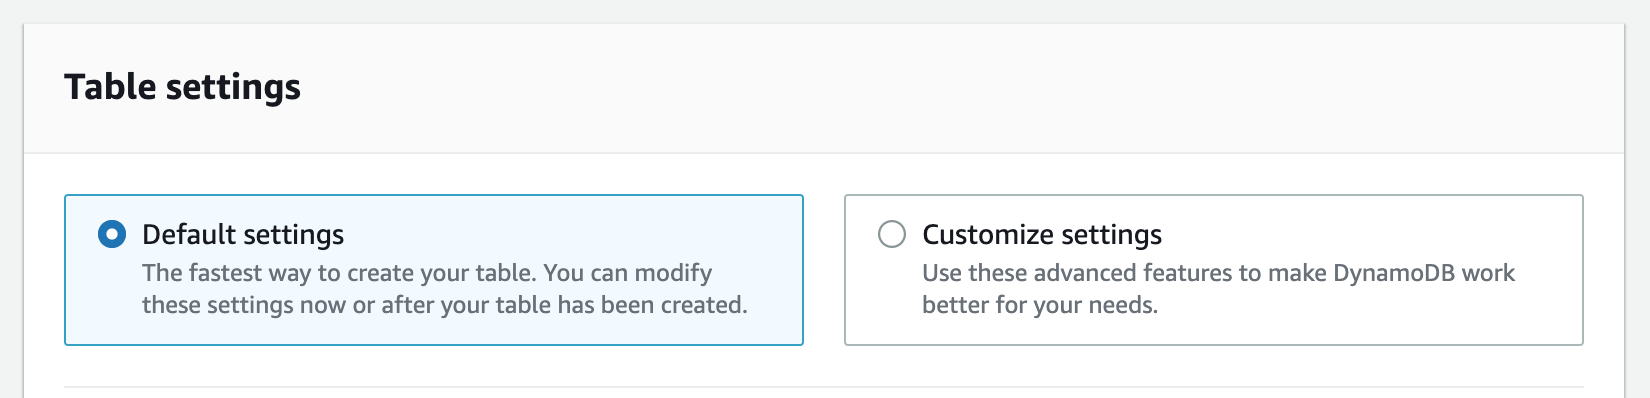 Table settings
Default settings
The fastest way to create your table. You can modify
these settings now or after your table has been created.
Customize settings
Use these advanced features to make DynamoDB work
better for your needs.